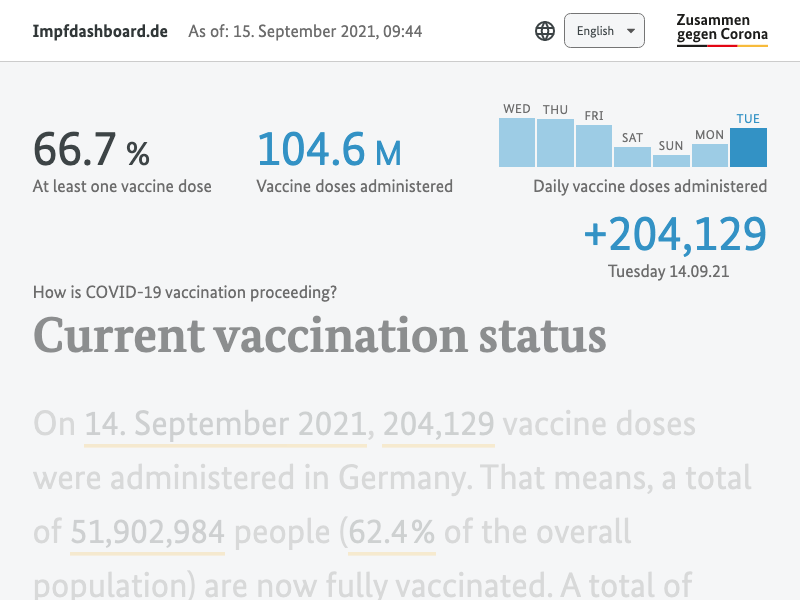 Impfdashboard.de As of: 15. September 2021, 09:44
English
Zusammen
gegen Corona
66.7 %
At least one vaccine dose
104.6 M
Vaccine doses administered
WED THU FRI SAT SUN MON TUE
Daily vaccine doses administered
+204,129
Tuesday 14.09.21
How is COVID-19 vaccination proceeding?
Current vaccination status
On 14. September 2021, 204,129 vaccine doses
were administered in Germany. That means, a total
of 51,902,984 people (62.4% of the overall
population) are now fully vaccinated. A total of